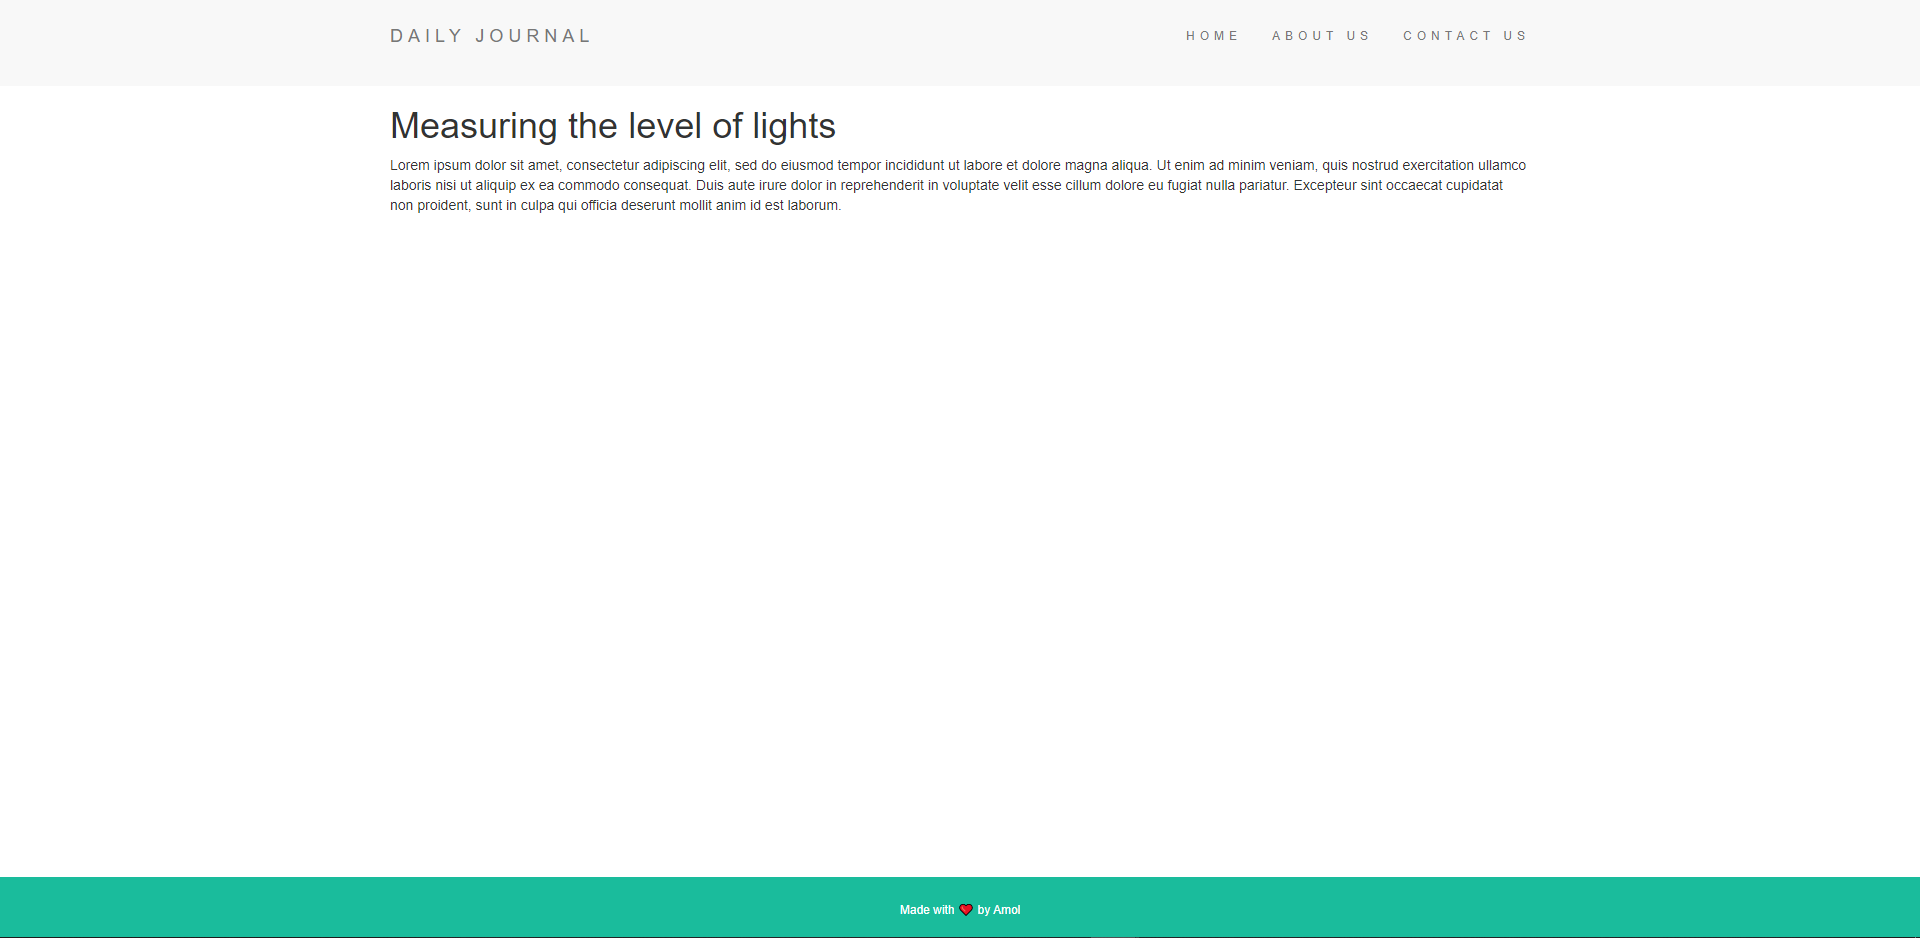 DAILY JOURNAL
HOME ABOUT US CONTACT US
Measuring the level of lights
Lorem ipsum dolor sit amet, consectetur adipiscing elit, sed do eiusmod tempor incididunt ut labore et dolore magna aliqua. Ut enim ad minim veniam, quis nostrud exercitation ullamco
laboris nisi ut aliquip ex ea commodo consequat. Duis aute irure dolor in reprehenderit in voluptate velit esse cillum dolore eu fugiat nulla pariatur. Excepteur sint occaecat cupidatat
non proident, sunt in culpa qui officia deserunt mollit anim id est laborum.
Made with ❤ by Amol